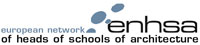 european network enhsa
of heads of schools of architecture